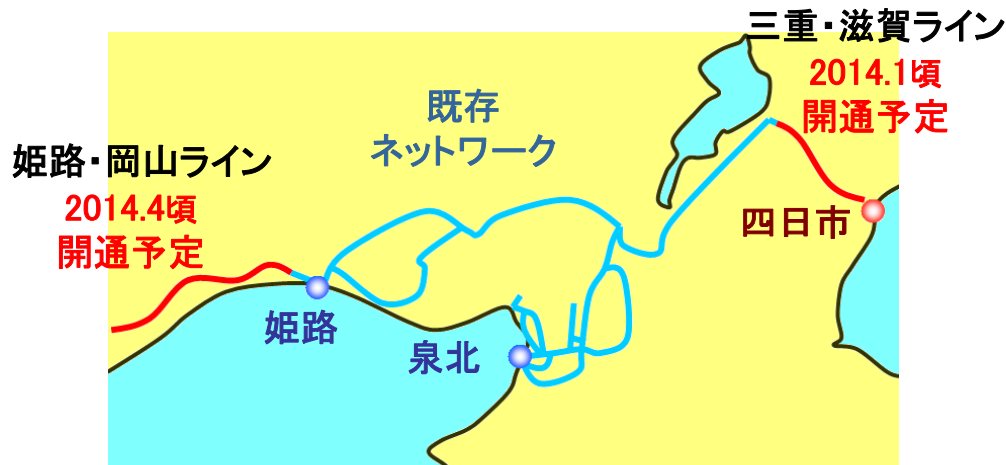 三重・滋賀ライン
2014.1頃
開通予定
既存
ネットワーク
姫路・岡山ライン
2014.4頃
開通予定
四日市
姫路
泉北